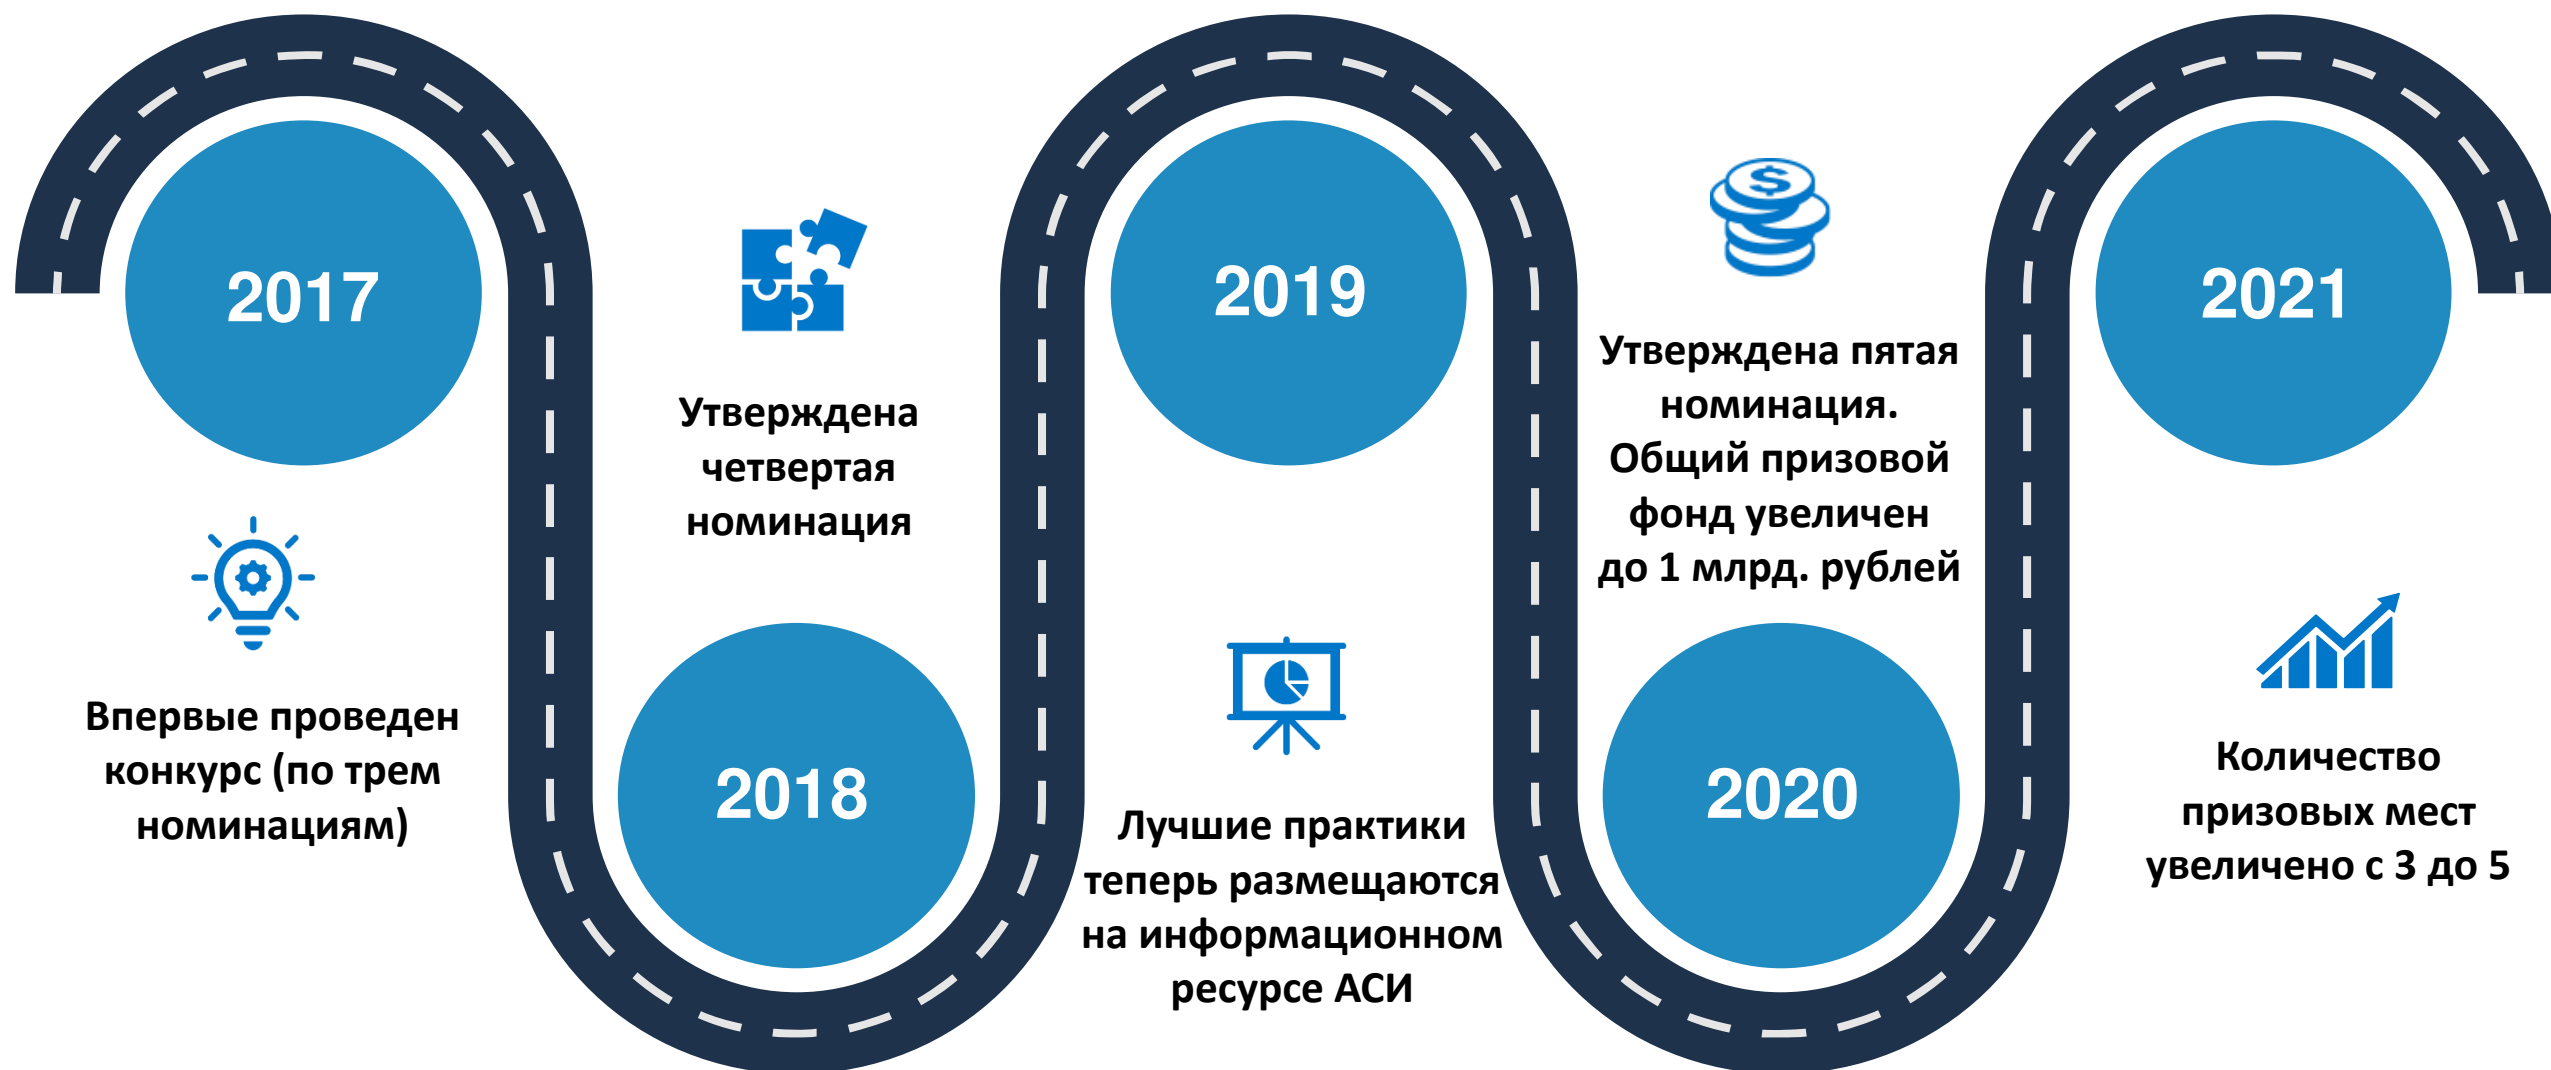 2017
Впервые проведен
конкурс (по трем
номинациям)
Утверждена
четвертая
номинация
2018
2019
Лучшие практики
теперь размещаются
на информационном
ресурсе АСИ
$
Утверждена пятая
номинация.
Общий призовой
фонд увеличен
до 1 млрд. рублей
2020
2021
Количество
призовых мест
увеличено с 3 до 5